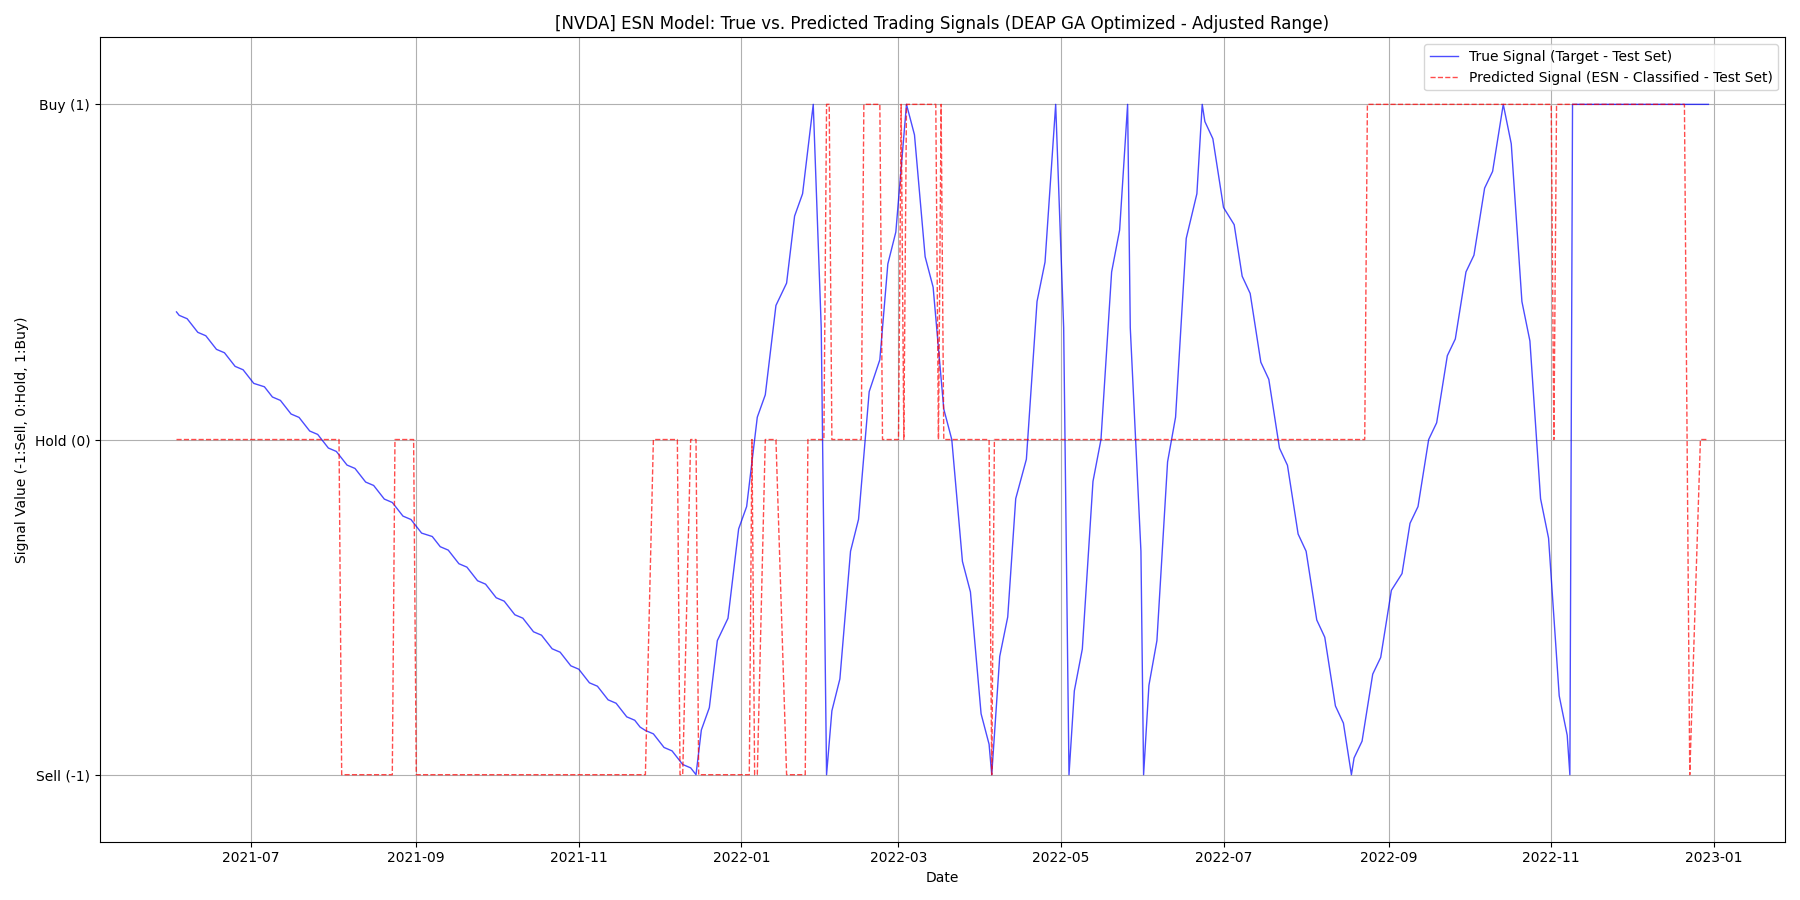 [NVDA] ESN Model: True vs. Predicted Trading Signals (DEAP GA Optimized - Adjusted Range)
True Signal (Target - Test Set)
Predicted Signal (ESN - Classified - Test Set)
Buy (1)
Hold (0)
Sell (-1)
Signal Value (-1:Sell, 0:Hold, 1:Buy)
2021-07
2021-09
2021-11
2022-01
2022-03
2022-05
2022-07
2022-09
2022-11
2023-01
Date